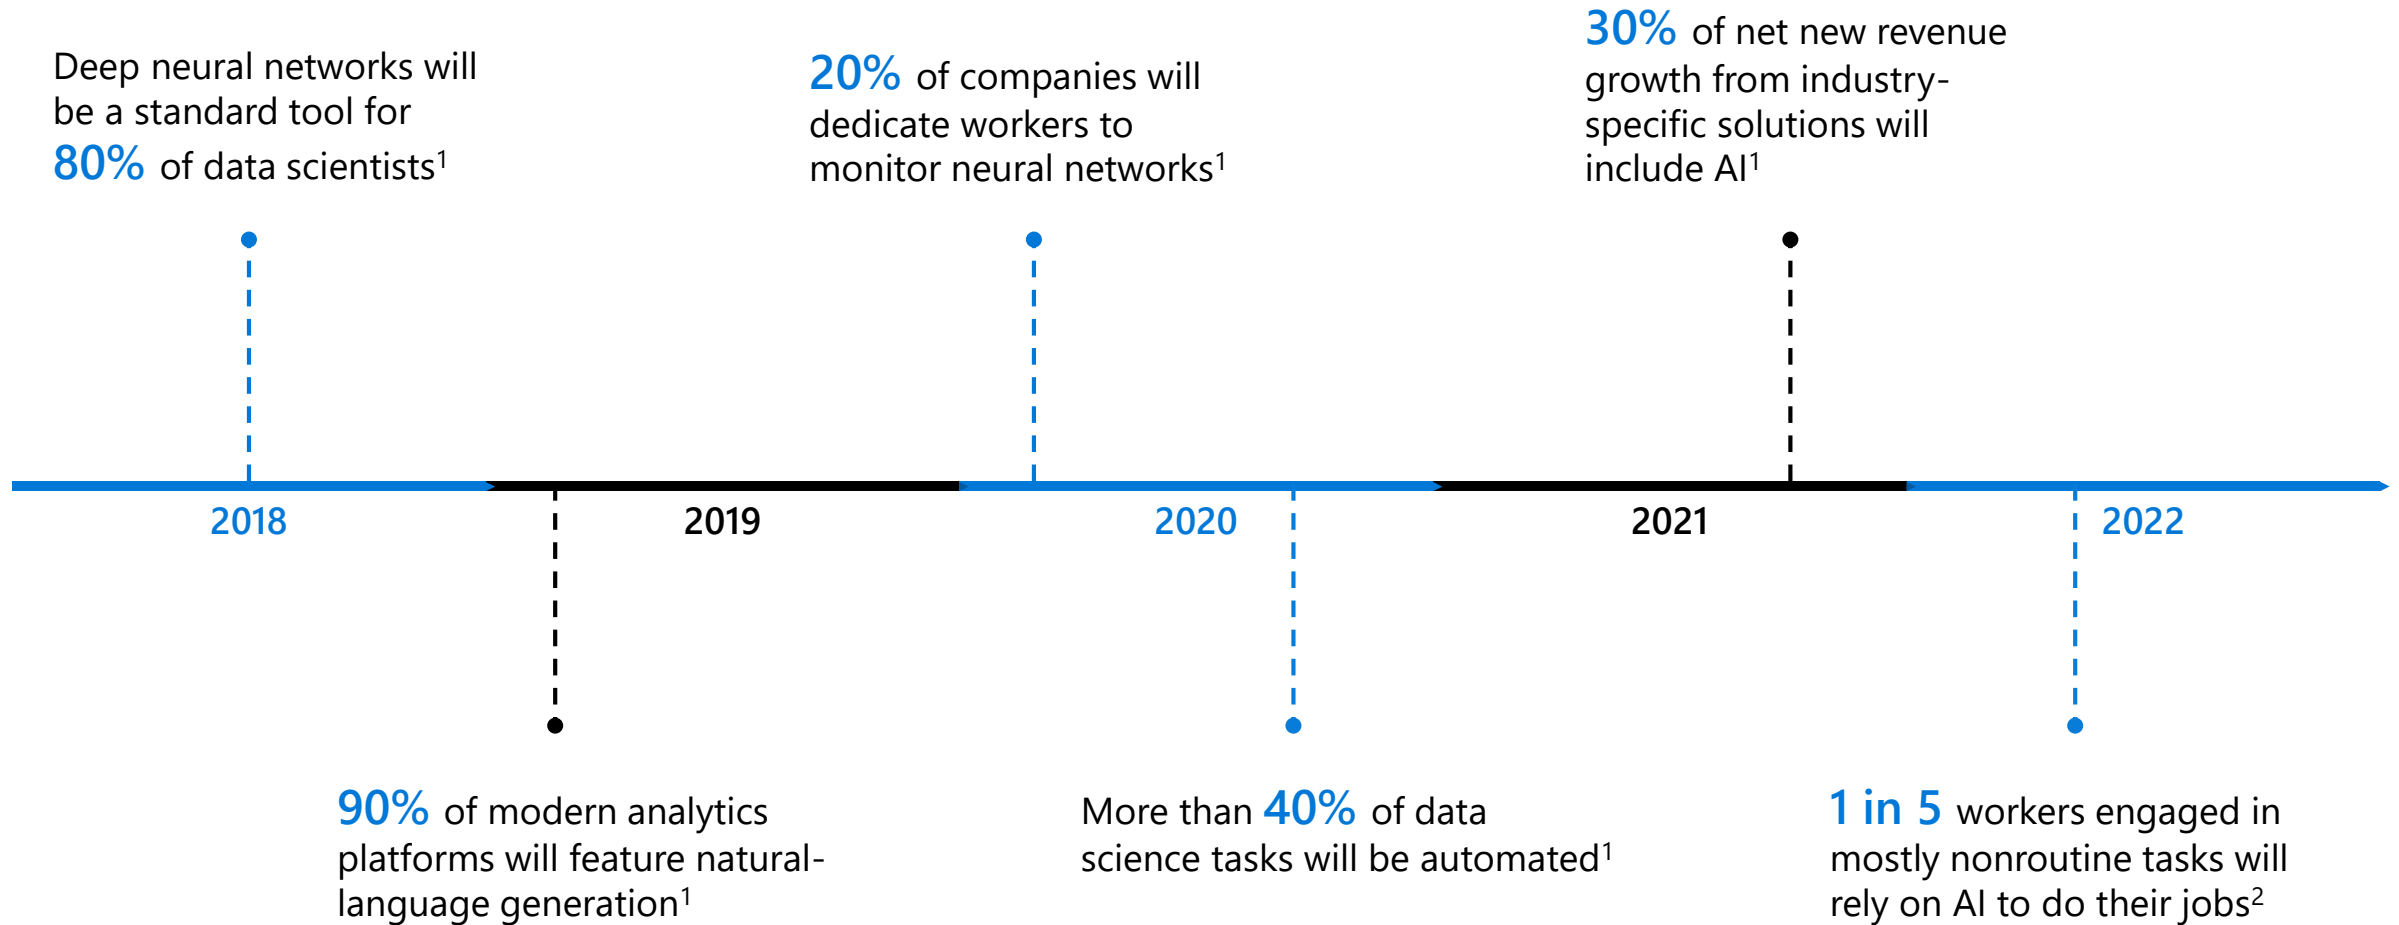 Deep neural networks will
be a standard tool for
80% of data scientists¹
20% of companies will
dedicate workers to
monitor neural networks¹
30% of net new revenue
growth from industry-
specific solutions will
include AI¹
2018
2019
2020
2021
2022
90% of modern analytics
platforms will feature natural-
language generation¹
More than 40% of data
science tasks will be automated¹
1 in 5 workers engaged in
mostly nonroutine tasks will
rely on AI to do their jobs²